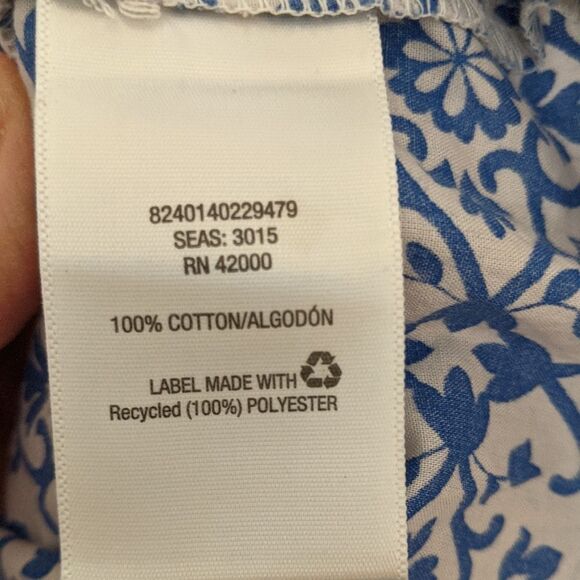 8240140229479
SEAS: 3015
RN 42000
100% COTTON/ALGODÓN
LABEL MADE WITH
Recycled (100%) POLYESTER